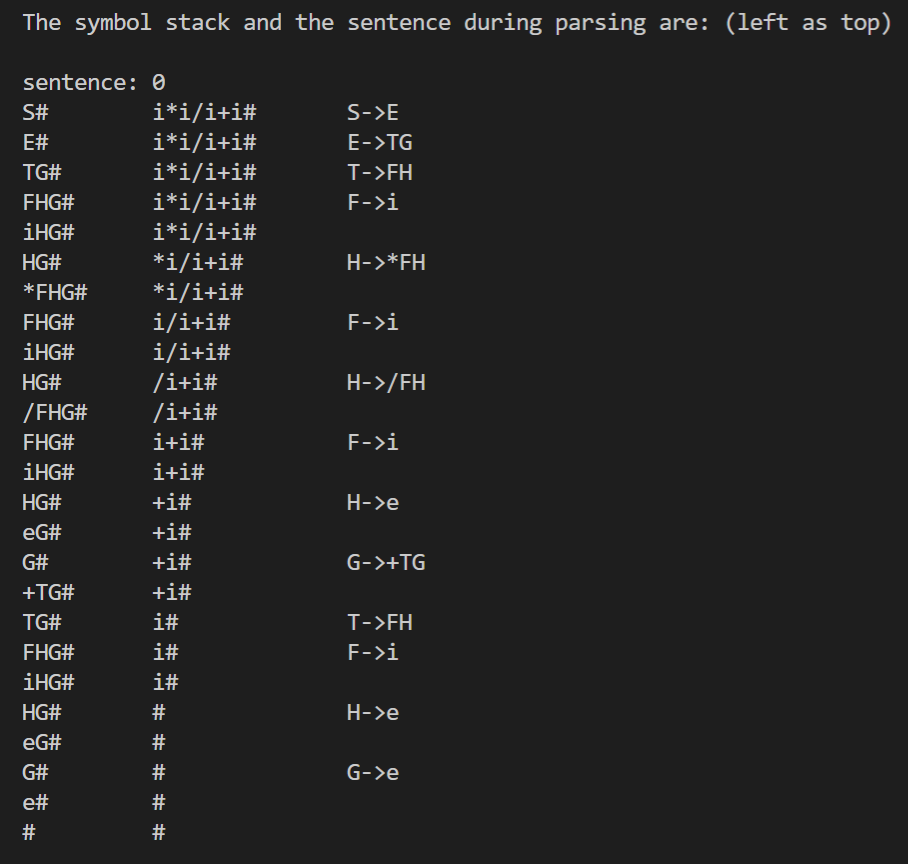 The symbol stack and the sentence during parsing are: (left as top)
sentence: 0
S# i*i/i+i# S->E
E# i*i/i+i# E->TG
TG# i*i/i+i# T->FH
FHG# i*i/i+i# F->i
iHG# i*i/i+i#
HG# *i/i+i# H->*FH
*FHG# *i/i+i#
FHG# i/i+i# F->i
iHG# i/i+i#
HG# /i+i# H->/FH
/FHG# /i+i#
FHG# i+i# F->i
iHG# i+i#
HG# +i# H->e
eG# +i#
G# +i# G->+TG
+TG# +i#
TG# i# T->FH
FHG# i# F->i
iHG# i#
HG# # H->e
eG# #
G# # G->e
e# #
# #